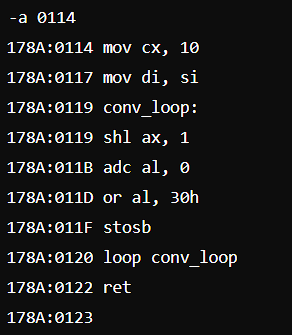 -a 0114
178A:0114 mov cx, 10
178A:0117 mov di, si
178A:0119 conv_loop:
178A:0119 shl ax, 1
178A:011B adc al, 0
178A:011D or al, 30h
178A:011F stosb
178A:0120 loop conv_loop
178A:0122 ret
178A:0123